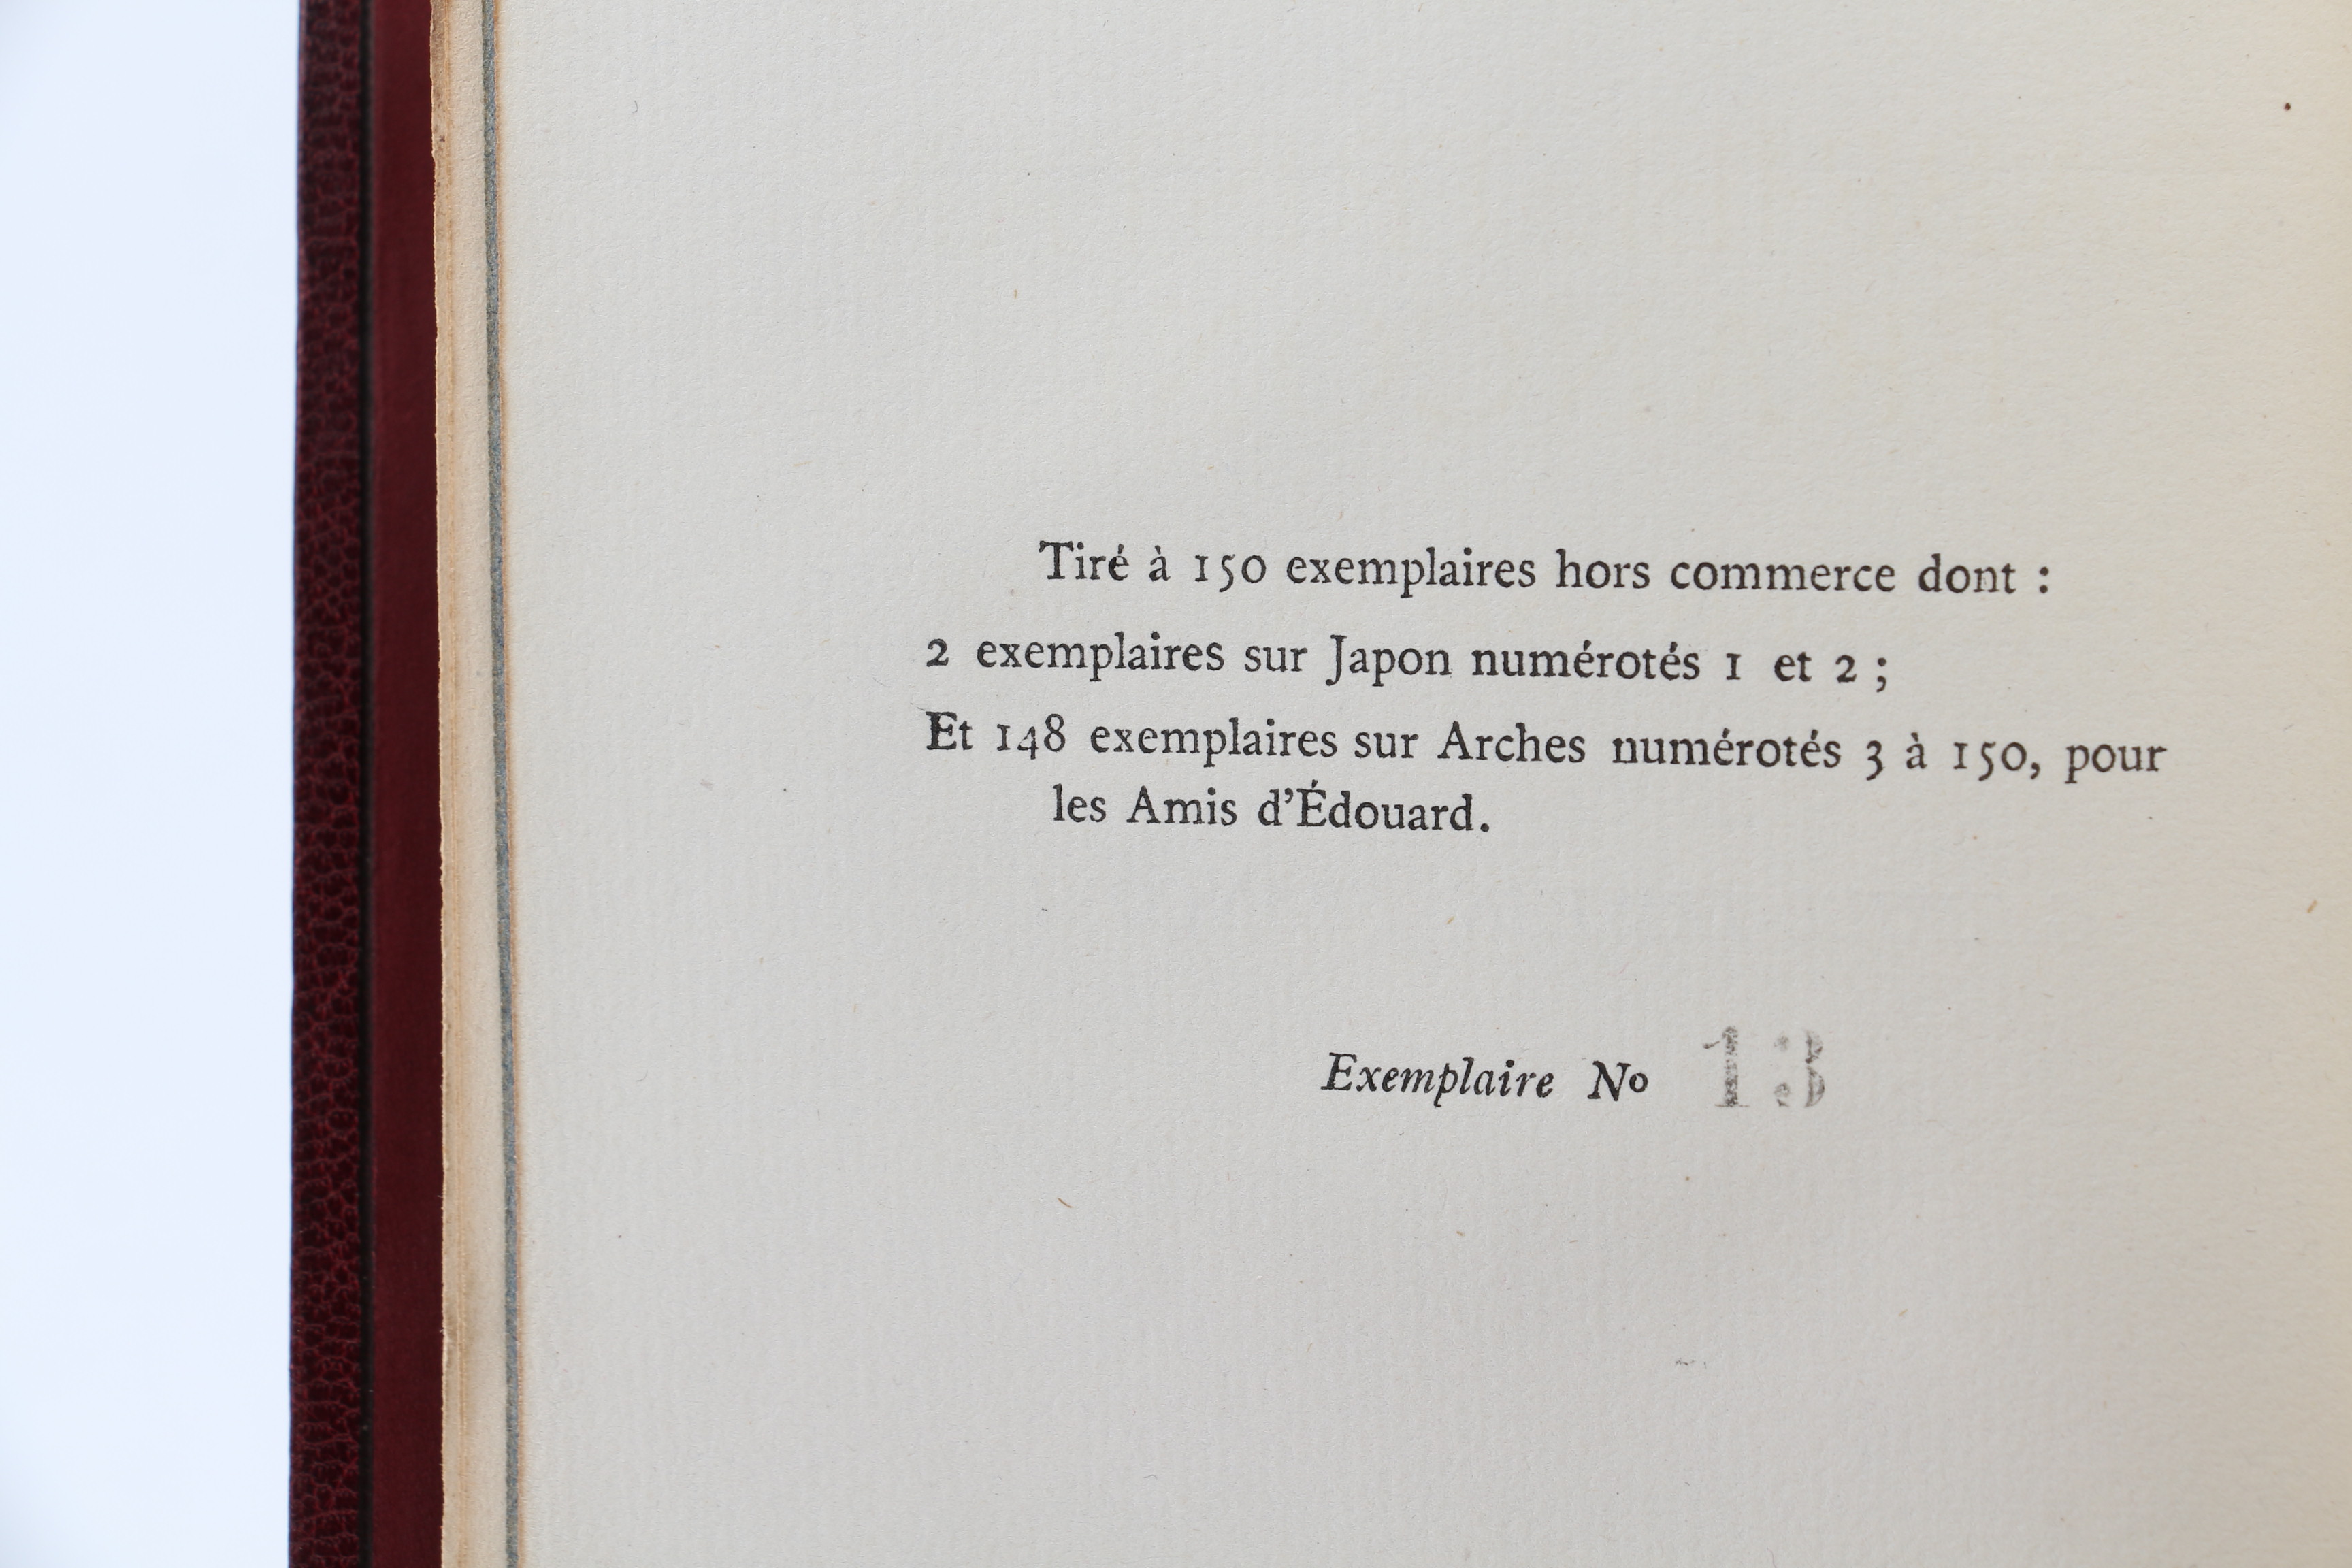 Tiré à 150 exemplaires hors commerce dont :
2 exemplaires sur Japon numérotés 1 et 2 ;
Et 148 exemplaires sur Arches numérotés 3 à 150, pour
les Amis d'Édouard.
Exemplaire No 13